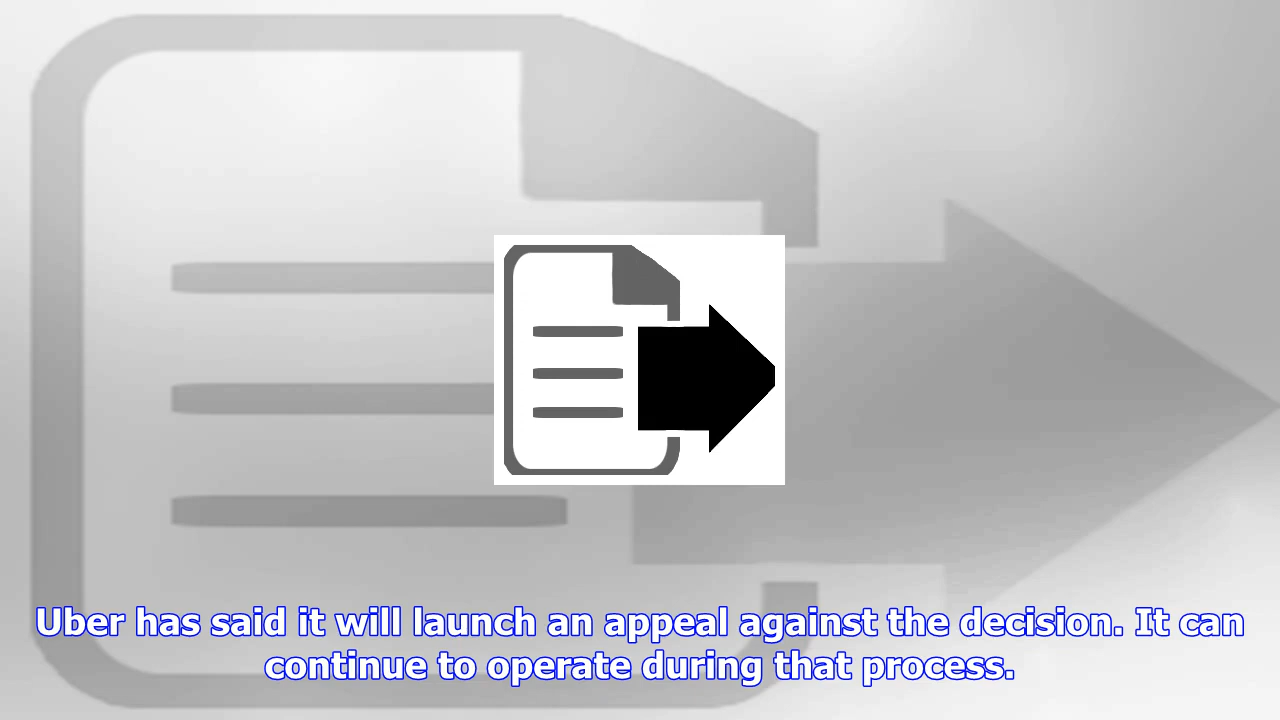 Uber has said it will launch an appeal against the decision. It can
continue to operate during that process.